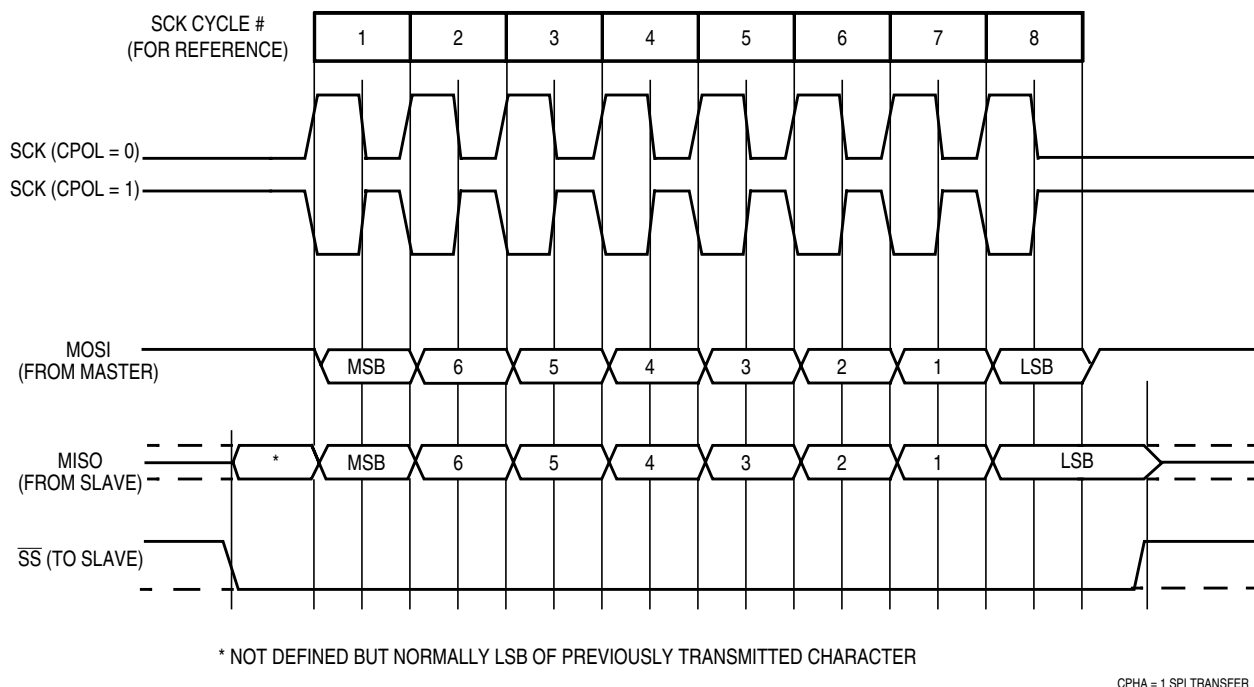 SCK CYCLE #
(FOR REFERENCE)
1 2 3 4 5 6 7 8
SCK (CPOL = 0)
SCK (CPOL = 1)
MOSI
(FROM MASTER)
MSB 6 5 4 3 2 1 LSB
MISO
(FROM SLAVE)
* MSB 6 5 4 3 2 1 LSB
SS (TO SLAVE)
* NOT DEFINED BUT NORMALLY LSB OF PREVIOUSLY TRANSMITTED CHARACTER
CPHA = 1 SPI TRANSFER